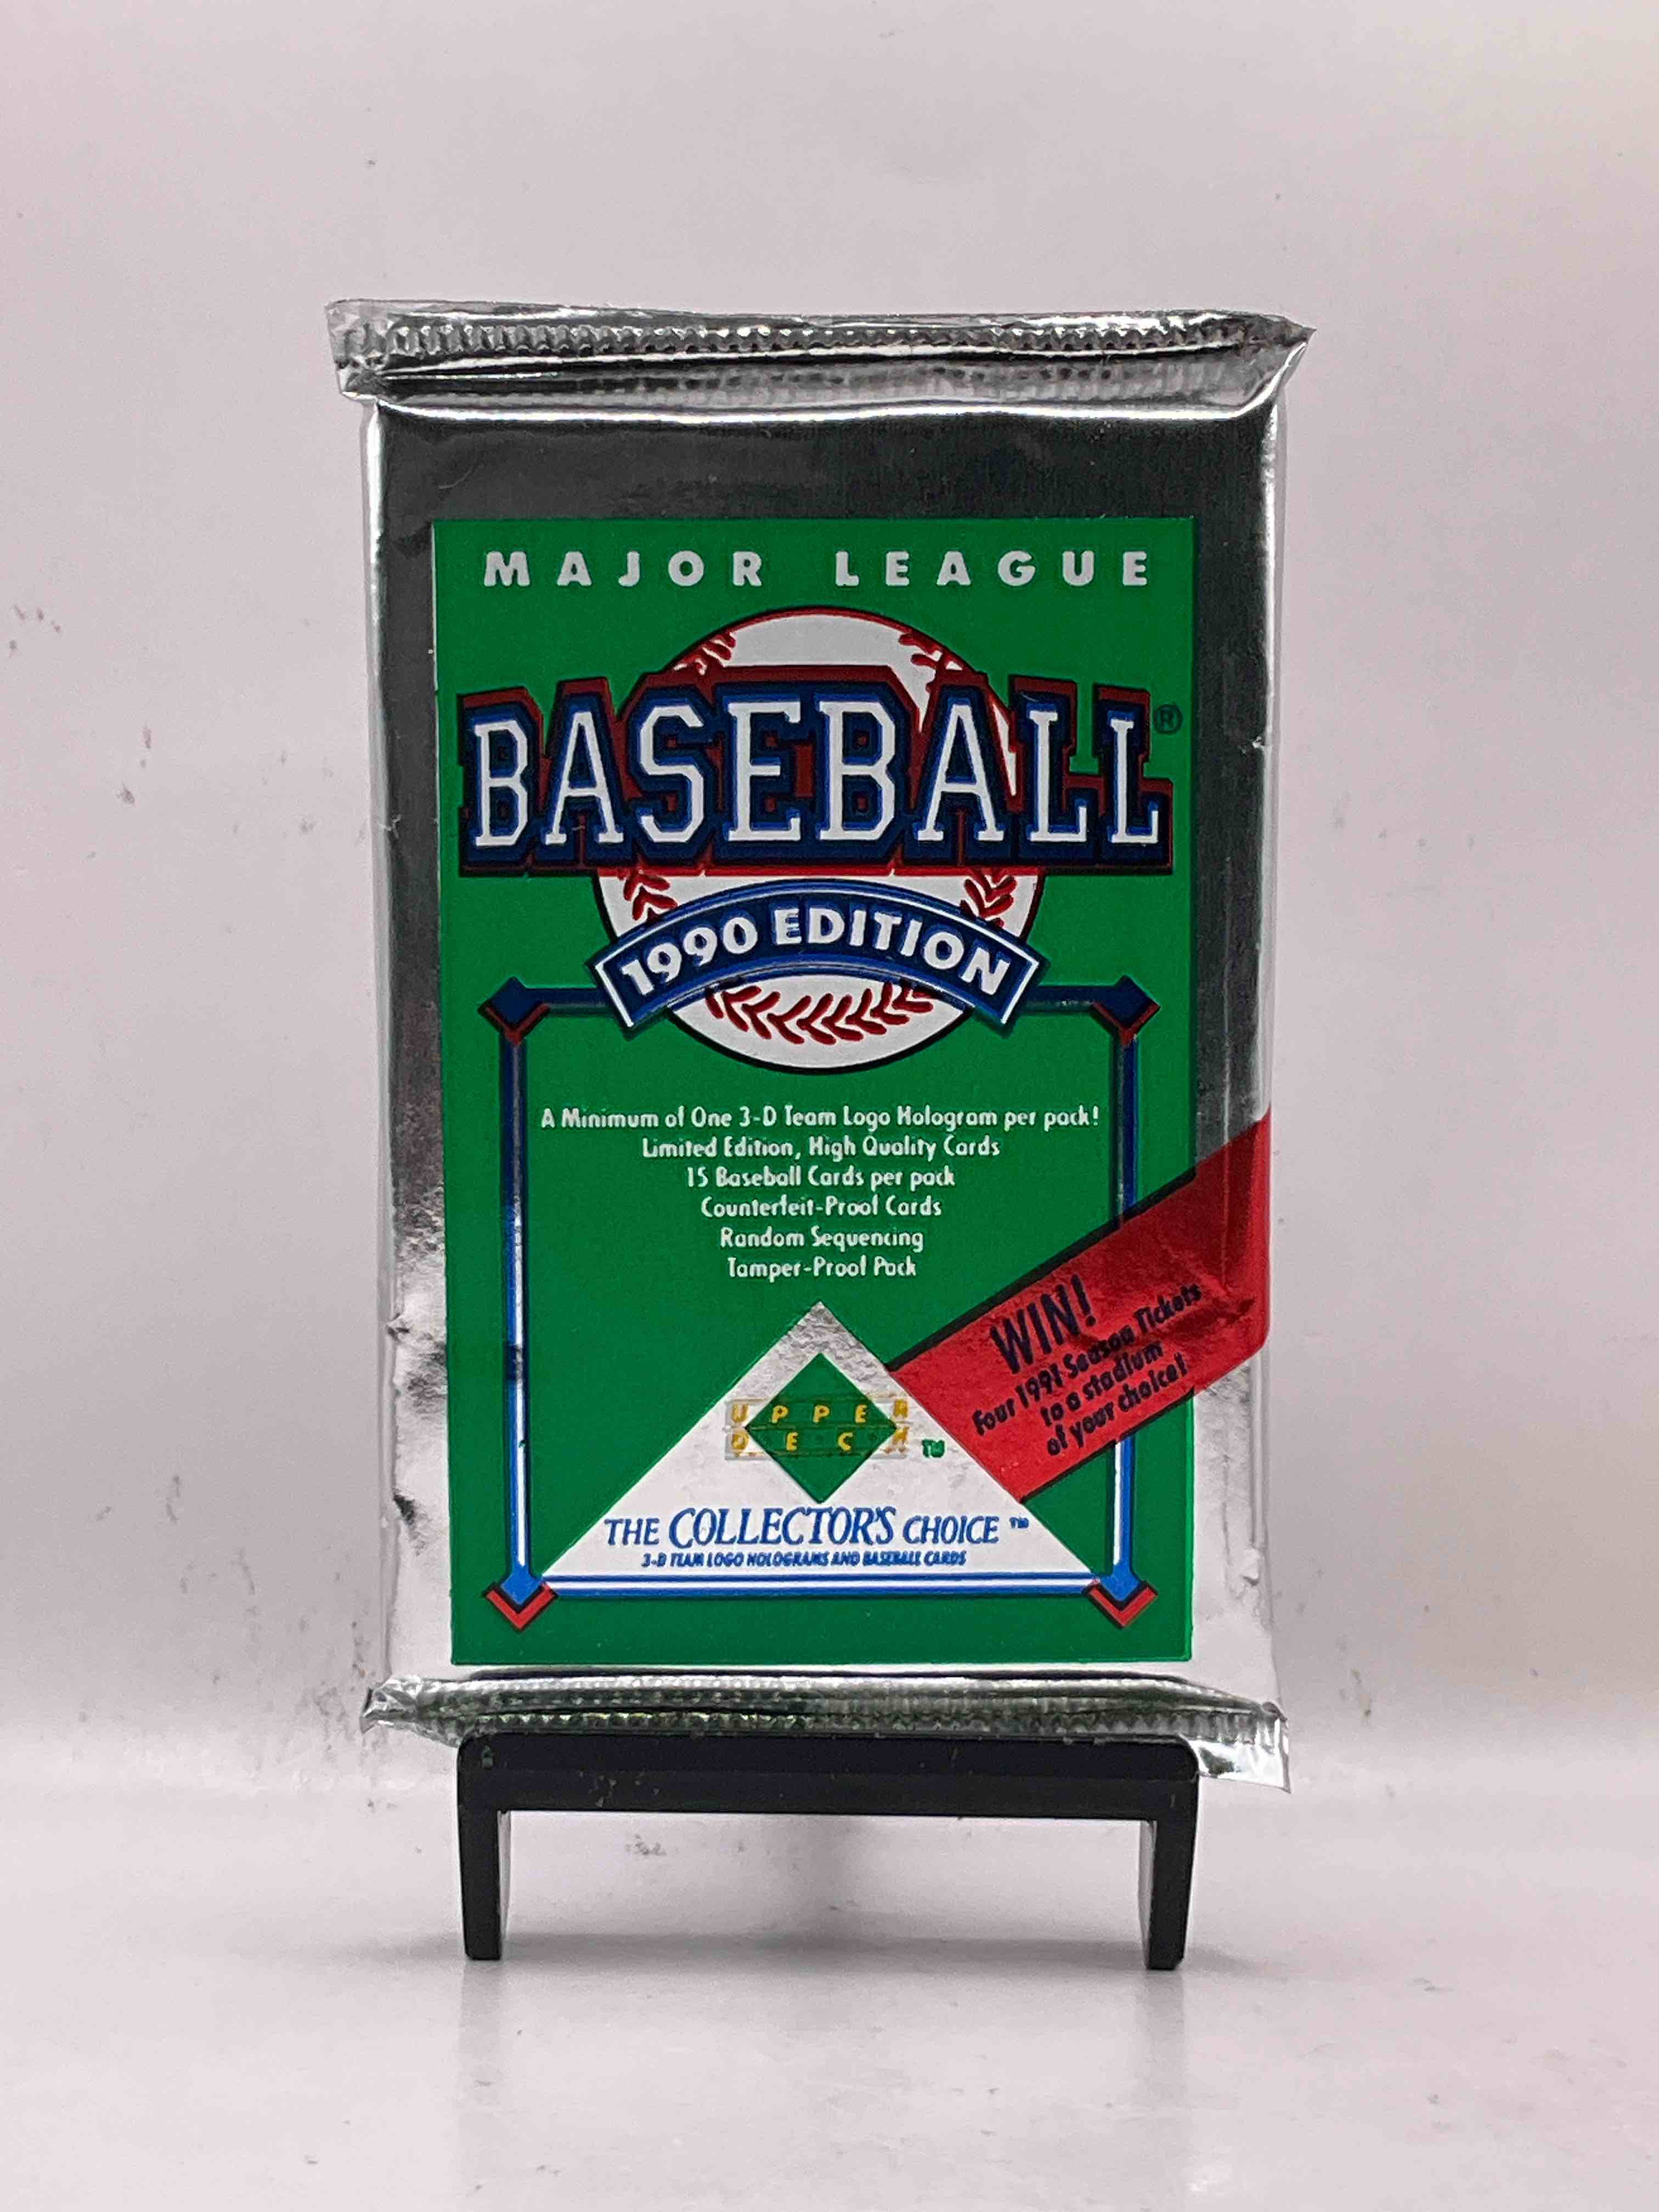 MAJOR LEAGUE
BASEBALL®
1990 EDITION
A Minimum of One 3-D Team Logo Hologram per pack!
Limited Edition, High Quality Cards
15 Baseball Cards per pack
Counterfeit-Proof Cards
Random Sequencing
Tamper-Proof Pack
WIN!
Four 1991 Season Tickets
to a stadium
of your choice!
UPPER
DECK TM
THE COLLECTOR'S CHOICE ™
3-D TEAM LOGO HOLOGRAMS AND BASEBALL CARDS